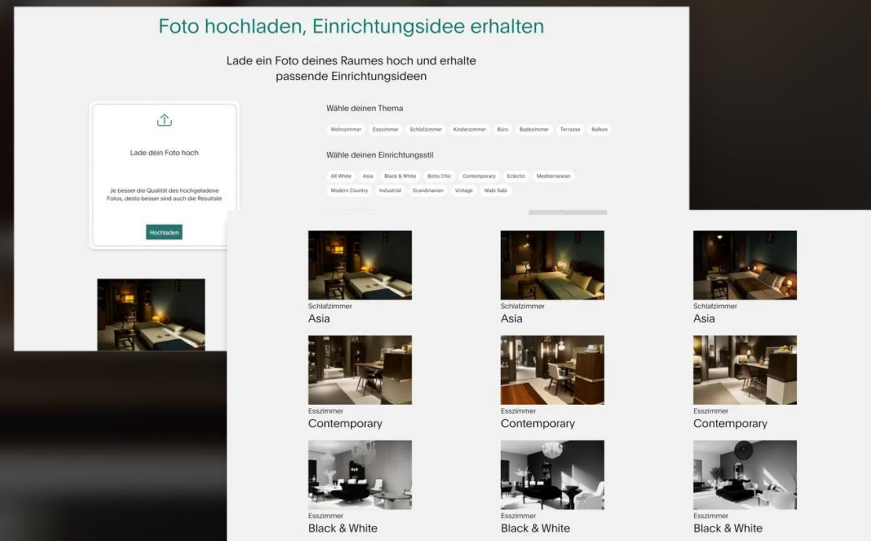 Foto hochladen, Einrichtungsidee erhalten
Lade ein Foto deines Raumes hoch und erhalte
passende Einrichtungsideen
Lade dein Foto hoch
Je besser die Qualität des hochgeladene
Fotos, desto besser sind auch die Resultate
Hochladen
Wähle deinen Thema
Wohnzimmer Esszimmer Schlafzimmer Kinderzimmer Büro Badezimmer Terrasse Balkon
Wähle deinen Einrichtungsstil
All White Asia Black & White Boho Chic Contemporary Eclectic Mediterranean
Modern Country Industrial Scandinavian Vintage Wabi Sabi
Schlafzimmer Schlafzimmer Schlafzimmer
Asia Asia Asia
Esszimmer Esszimmer Esszimmer
Contemporary Contemporary Contemporary
Esszimmer Esszimmer Esszimmer
Black & White Black & White Black & White